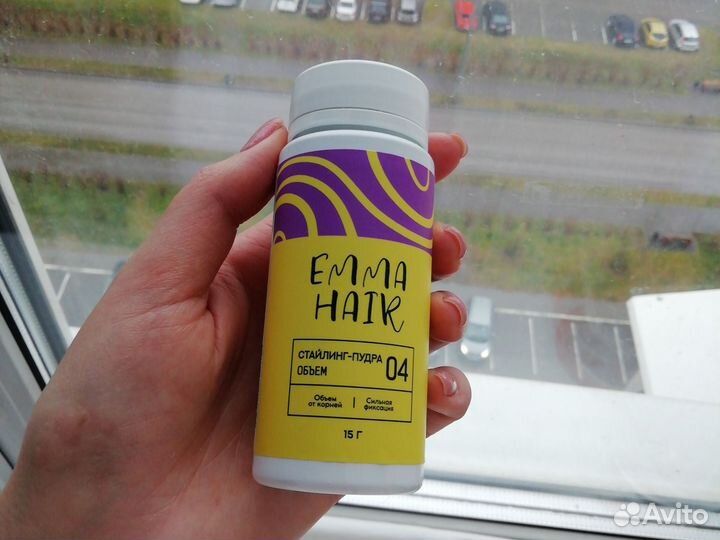 EMMA
HAIR
СТАЙЛИНГ-ПУДРА
ОБЪЕМ
04
Объем
от корней
Сильная
фиксация
15 Г
Avito